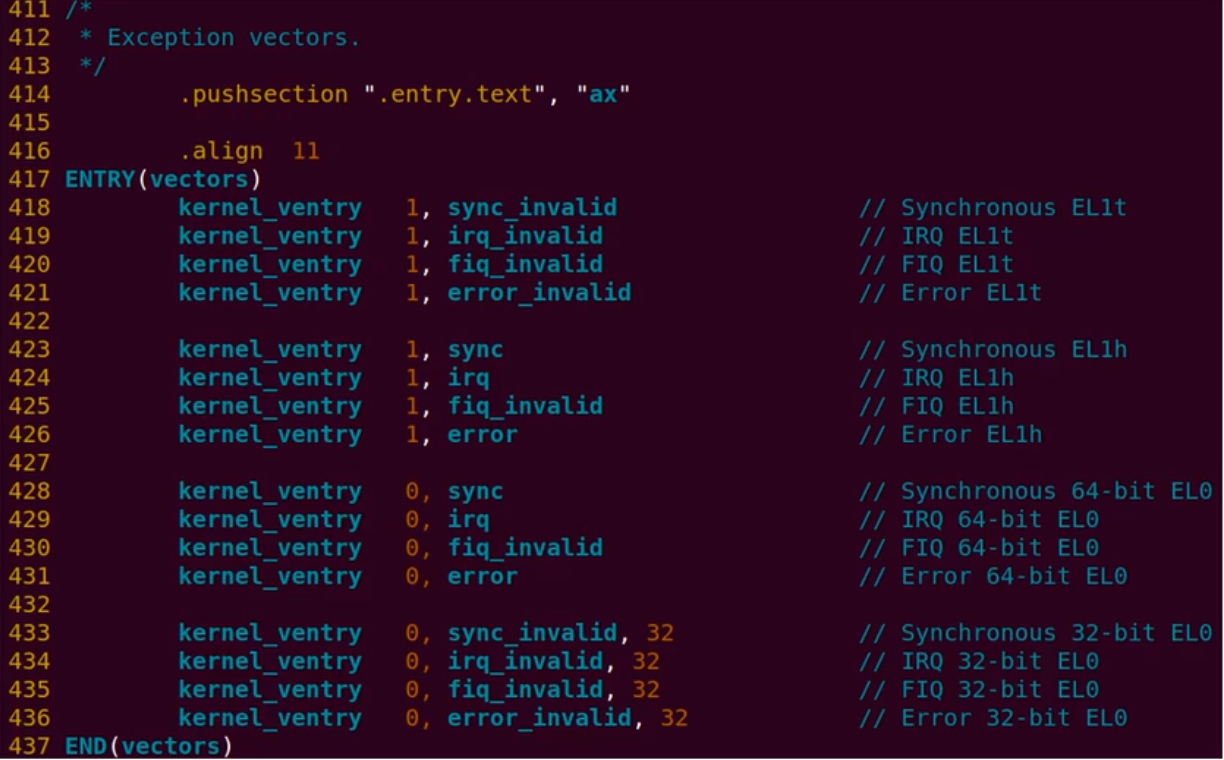 411 /*
412  * Exception vectors.
413  */
414         .pushsection ".entry.text", "ax"
415
416         .align  11
417 ENTRY(vectors)
418         kernel_ventry   1, sync_invalid                 // Synchronous EL1t
419         kernel_ventry   1, irq_invalid                  // IRQ EL1t
420         kernel_ventry   1, fiq_invalid                  // FIQ EL1t
421         kernel_ventry   1, error_invalid                // Error EL1t
422
423         kernel_ventry   1, sync                         // Synchronous EL1h
424         kernel_ventry   1, irq                          // IRQ EL1h
425         kernel_ventry   1, fiq_invalid                  // FIQ EL1h
426         kernel_ventry   1, error                        // Error EL1h
427
428         kernel_ventry   0, sync                         // Synchronous 64-bit EL0
429         kernel_ventry   0, irq                          // IRQ 64-bit EL0
430         kernel_ventry   0, fiq_invalid                  // FIQ 64-bit EL0
431         kernel_ventry   0, error                        // Error 64-bit EL0
432
433         kernel_ventry   0, sync_invalid, 32             // Synchronous 32-bit EL0
434         kernel_ventry   0, irq_invalid, 32              // IRQ 32-bit EL0
435         kernel_ventry   0, fiq_invalid, 32              // FIQ 32-bit EL0
436         kernel_ventry   0, error_invalid, 32            // Error 32-bit EL0
437 END(vectors)